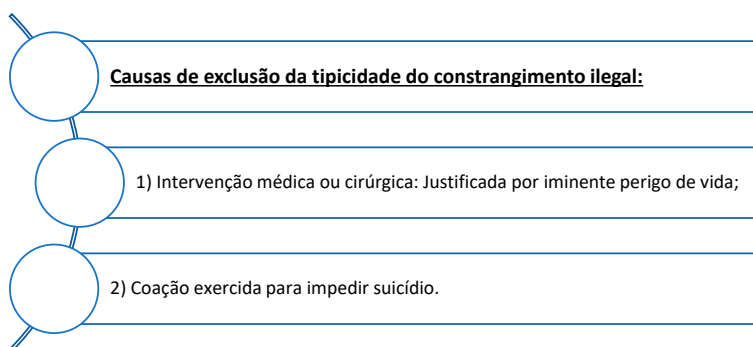 Causas de exclusão da tipicidade do constrangimento ilegal:
1) Intervenção médica ou cirúrgica: Justificada por iminente perigo de vida;
2) Coação exercida para impedir suicídio.